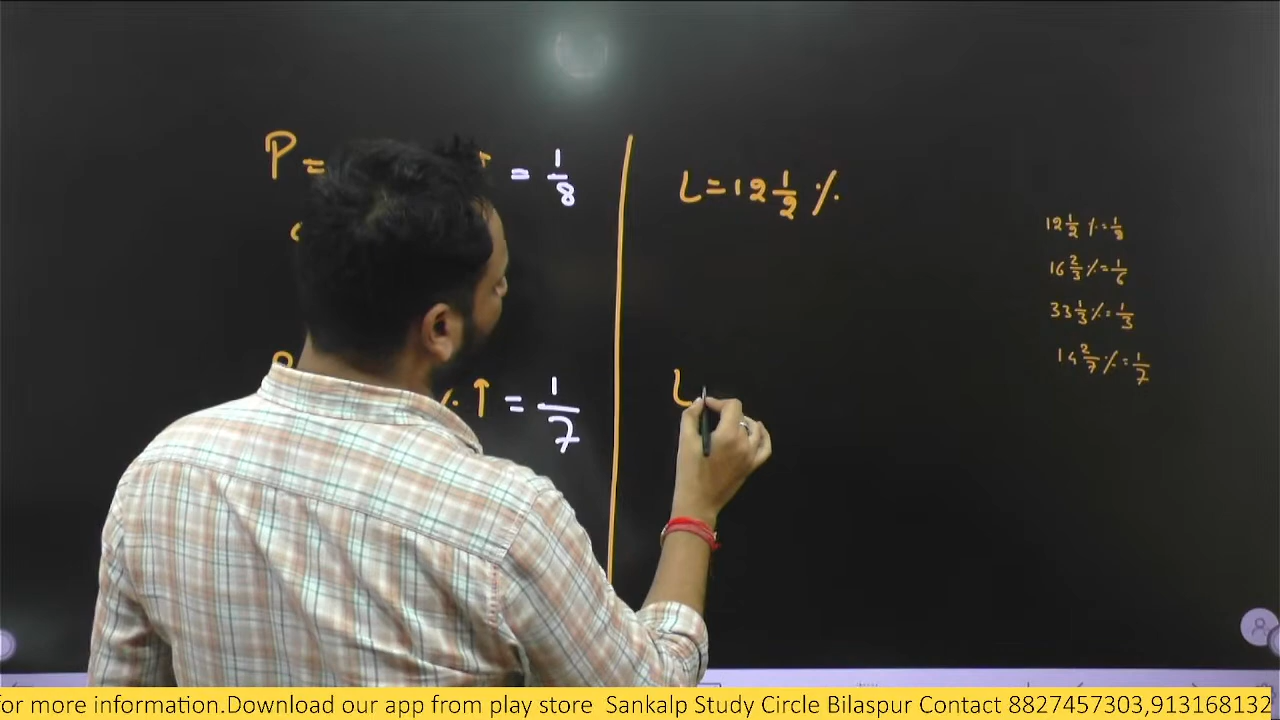 P = ↑ = 1/8
↑ = 1/7
L = 12 1/2 %
L
12 1/2 % = 1/8
16 2/3 % = 1/6
33 1/3 % = 1/3
14 2/7 % = 1/7
for more information.Download our app from play store Sankalp Study Circle Bilaspur Contact 8827457303,913168132